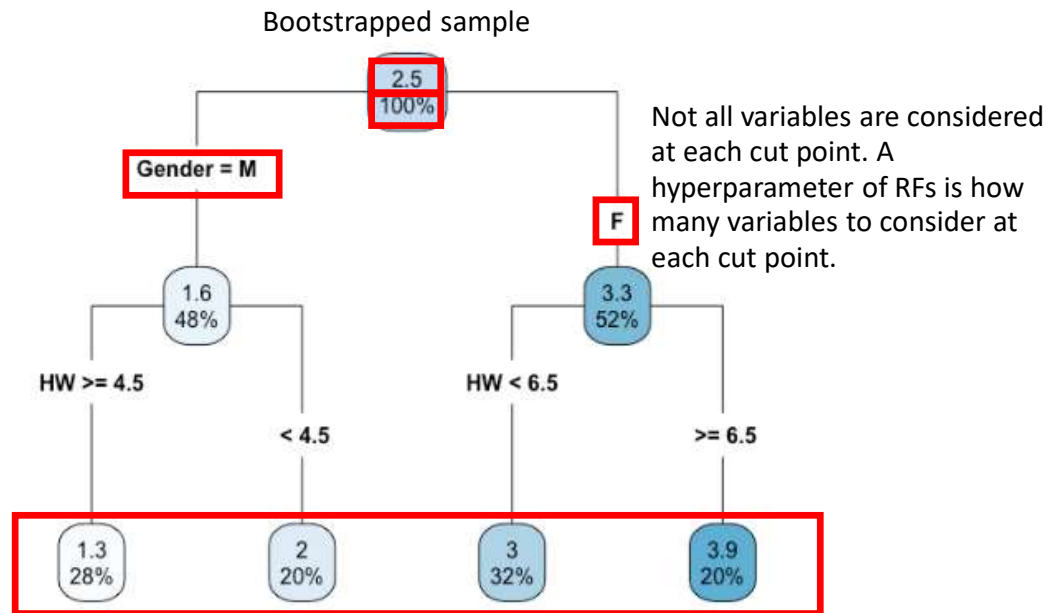 Bootstrapped sample
2.5
100%
Not all variables are considered
at each cut point. A
hyperparameter of RFs is how
many variables to consider at
each cut point.
Gender = M
F
1.6
48%
3.3
52%
HW >= 4.5
HW < 6.5
< 4.5
>= 6.5
1.3
28%
2
20%
3
32%
3.9
20%